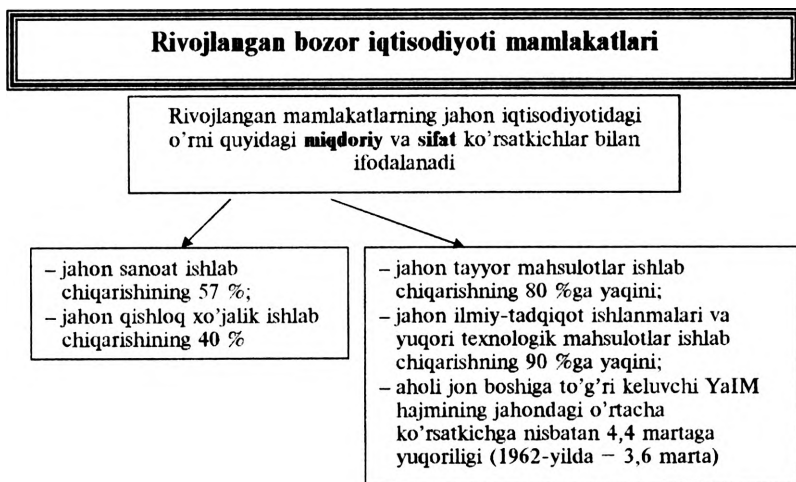 Rivojlangan bozor iqtisodiyoti mamlakatlari
Rivojlangan mamlakatlarning jahon iqtisodiyotidagi
o'rni quyidagi miqdoriy va sifat ko'rsatkichlar bilan
ifodalanadi
– jahon sanoat ishlab
chiqarishining 57 %;
– jahon qishloq xo'jalik ishlab
chiqarishining 40 %
– jahon tayyor mahsulotlar ishlab
chiqarishning 80 %ga yaqini;
– jahon ilmiy-tadqiqot ishlanmalari va
yuqori texnologik mahsulotlar ishlab
chiqarishning 90 %ga yaqini;
– aholi jon boshiga to'g'ri keluvchi YaIM
hajmining jahondagi o'rtacha
ko'rsatkichga nisbatan 4,4 martaga
yuqoriligi (1962-yilda – 3,6 marta)